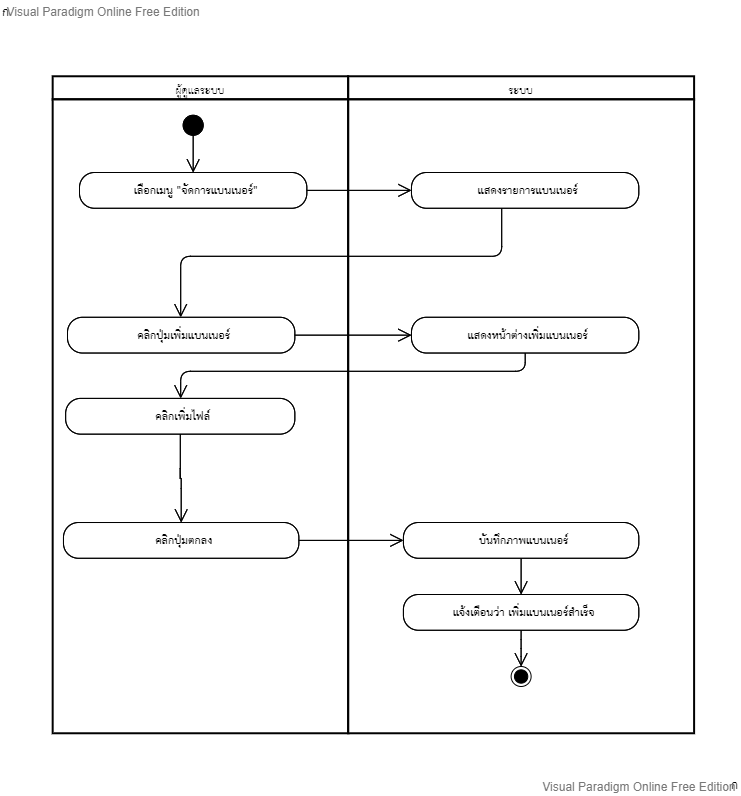 Visual Paradigm Online Free Edition
ผู้ดูแลระบบ
ระบบ
เลือกเมนู "จัดการแบนเนอร์"
แสดงรายการแบนเนอร์
คลิกปุ่มเพิ่มแบนเนอร์
แสดงหน้าต่างเพิ่มแบนเนอร์
คลิกเพิ่มไฟล์
คลิกปุ่มตกลง
บันทึกภาพแบนเนอร์
แจ้งเตือนว่า เพิ่มแบนเนอร์สำเร็จ
Visual Paradigm Online Free Edition